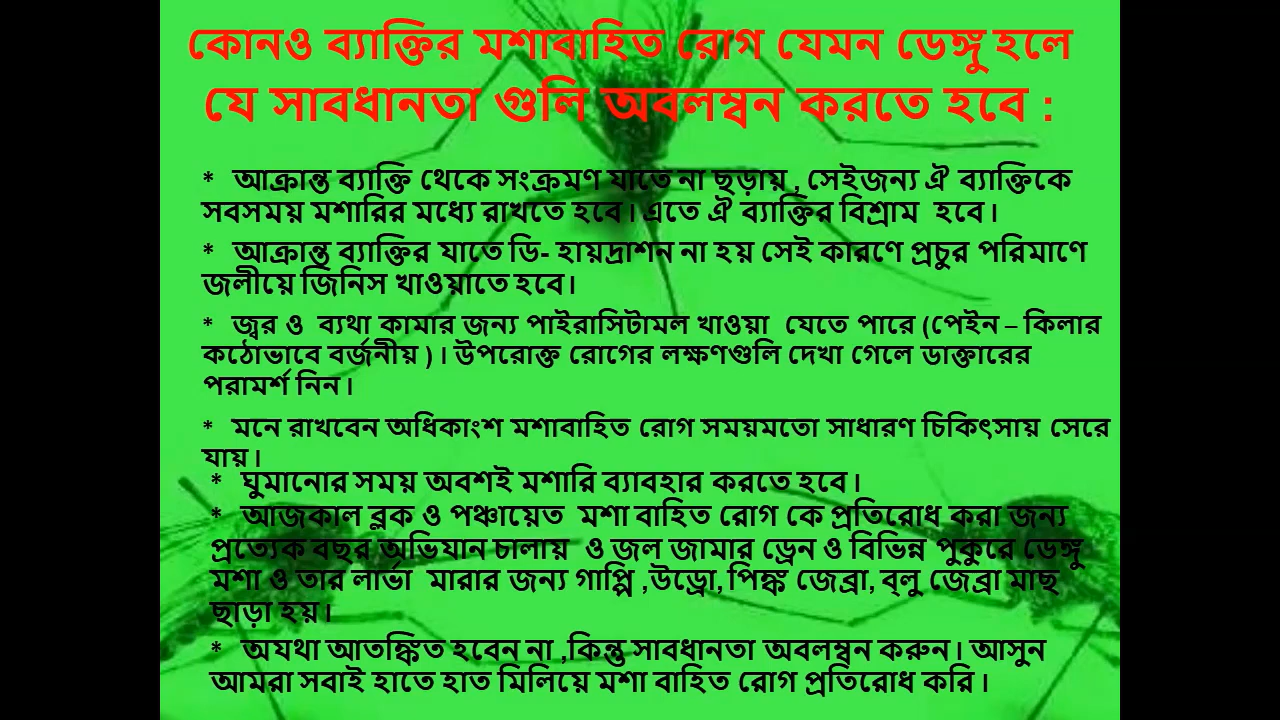 কোনও ব্যাক্তির মশাবাহিত রোগ যেমন ডেঙ্গু হলে
যে সাবধানতা গুলি অবলম্বন করতে হবে :
* আক্রান্ত ব্যাক্তি থেকে সংক্রমণ যাতে না ছড়ায় , সেইজন্য ঐ ব্যাক্তিকে
সবসময় মশারির মধ্যে রাখতে হবে। এতে ঐ ব্যাক্তির বিশ্রাম হবে।
* আক্রান্ত ব্যাক্তির যাতে ডি- হায়দ্রাশন না হয় সেই কারণে প্রচুর পরিমাণে
জলীয়ে জিনিস খাওয়াতে হবে।
* জ্বর ও ব্যথা কামার জন্য পাইরাসিটামল খাওয়া যেতে পারে (পেইন – কিলার
কঠোভাবে বর্জনীয় )। উপরোক্ত রোগের লক্ষণগুলি দেখা গেলে ডাক্তারের
পরামর্শ নিন।
* মনে রাখবেন অধিকাংশ মশাবাহিত রোগ সময়মতো সাধারণ চিকিৎসায় সেরে
যায়।
* ঘুমানোর সময় অবশই মশারি ব্যাবহার করতে হবে।
* আজকাল ব্লক ও পঞ্চায়েত মশা বাহিত রোগ কে প্রতিরোধ করা জন্য
প্রত্যেক বছর অভিযান চালায় ও জল জামার ড্রেন ও বিভিন্ন পুকুরে ডেঙ্গু
মশা ও তার লার্ভা মারার জন্য গাপ্পি ,উড্রো, পিঙ্ক জেব্রা, ব্লু জেব্রা মাছ
ছাড়া হয়।
* অযথা আতঙ্কিত হবেন না ,কিন্তু সাবধানতা অবলম্বন করুন। আসুন
আমরা সবাই হাতে হাত মিলিয়ে মশা বাহিত রোগ প্রতিরোধ করি।